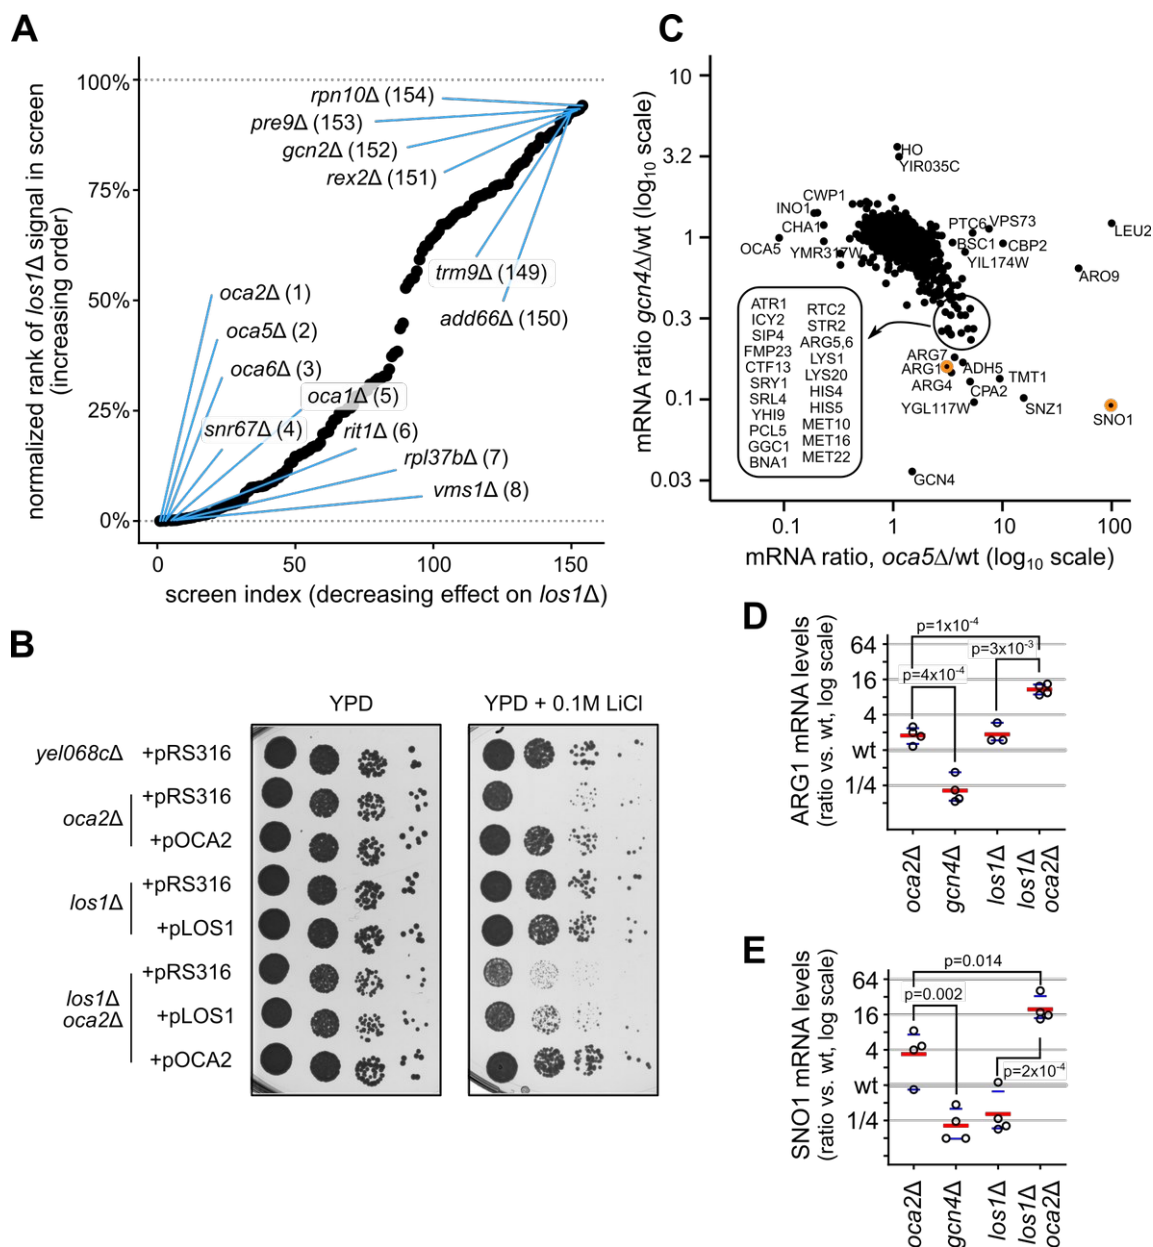 A
normalized rank of los1Δ signal in screen
(increasing order)
100%
75%
50%
25%
0%
rpn10Δ (154)
pre9Δ (153)
gcn2Δ (152)
rex2Δ (151)
trm9Δ (149)
add66Δ (150)
oca2Δ (1)
oca5Δ (2)
oca6Δ (3)
oca1Δ (5)
snr67Δ (4)
rit1Δ (6)
rpl37bΔ (7)
vms1Δ (8)
0
50
100
150
screen index (decreasing effect on los1Δ)
B
YPD
YPD + 0.1M LiCl
yel068cΔ
+pRS316
oca2Δ
+pRS316
+pOCA2
los1Δ
+pRS316
+pLOS1
los1Δ
oca2Δ
+pRS316
+pLOS1
+pOCA2
C
mRNA ratio gcn4Δ/wt (log10 scale)
10
3.2
1
0.3
0.1
0.03
HO
YIR035C
CWP1
INO1
CHA1
OCA5
YMR317W
PTC6
VPS73
BSC1
CBP2
YIL174W
LEU2
ARO9
ATR1
ICY2
SIP4
FMP23
CTF13
SRY1
SRL4
YHI9
PCL5
GGC1
BNA1
RTC2
STR2
ARG5,6
LYS1
LYS20
HIS4
HIS5
MET10
MET16
MET22
ARG7
ARG1
ARG4
ADH5
CPA2
TMT1
YGL117W
SNZ1
SNO1
GCN4
0.1
1
10
100
mRNA ratio, oca5Δ/wt (log10 scale)
D
ARG1 mRNA levels
(ratio vs. wt, log scale)
64
16
4
wt
1/4
p=1x10-4
p=3x10-3
p=4x10-4
oca2Δ
gcn4Δ
los1Δ
los1Δ
oca2Δ
E
SNO1 mRNA levels
(ratio vs. wt, log scale)
64
16
4
wt
1/4
p=0.014
p=0.002
p=2x10-4
oca2Δ
gcn4Δ
los1Δ
los1Δ
oca2Δ